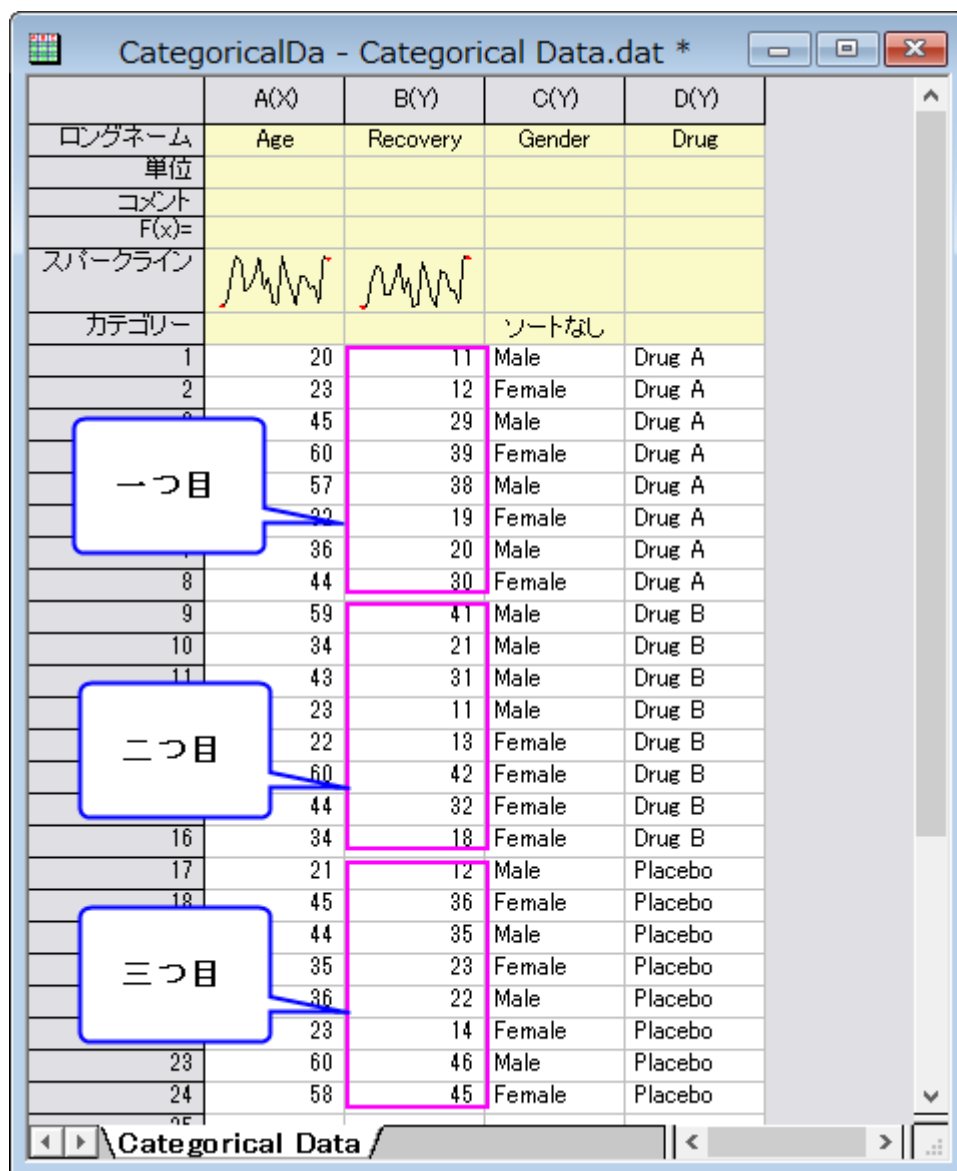 CategoricalDa - Categorical Data.dat *
A(X) B(Y) C(Y) D(Y)
ロングネーム Age Recovery Gender Drug
単位
コメント
F(x)=
スパークライン
カテゴリー ソートなし
1 20 11 Male Drug A
2 23 12 Female Drug A
45 29 Male Drug A
60 39 Female Drug A
一つ目 57 38 Male Drug A
19 Female Drug A
36 20 Male Drug A
8 44 30 Female Drug A
9 59 41 Male Drug B
10 34 21 Male Drug B
11 43 31 Male Drug B
23 11 Male Drug B
二つ目 22 13 Female Drug B
60 42 Female Drug B
44 32 Female Drug B
16 34 18 Female Drug B
17 21 12 Male Placebo
18 45 36 Female Placebo
44 35 Male Placebo
三つ目 35 23 Female Placebo
36 22 Male Placebo
23 14 Female Placebo
23 60 46 Male Placebo
24 58 45 Female Placebo
Categorical Data